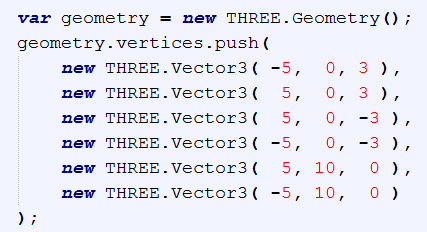 var geometry = new THREE.Geometry();
geometry.vertices.push(
    new THREE.Vector3( -5,  0, 3 ),
    new THREE.Vector3(  5,  0, 3 ),
    new THREE.Vector3(  5,  0, -3 ),
    new THREE.Vector3( -5,  0, -3 ),
    new THREE.Vector3(  5, 10,  0 ),
    new THREE.Vector3( -5, 10,  0 )
);